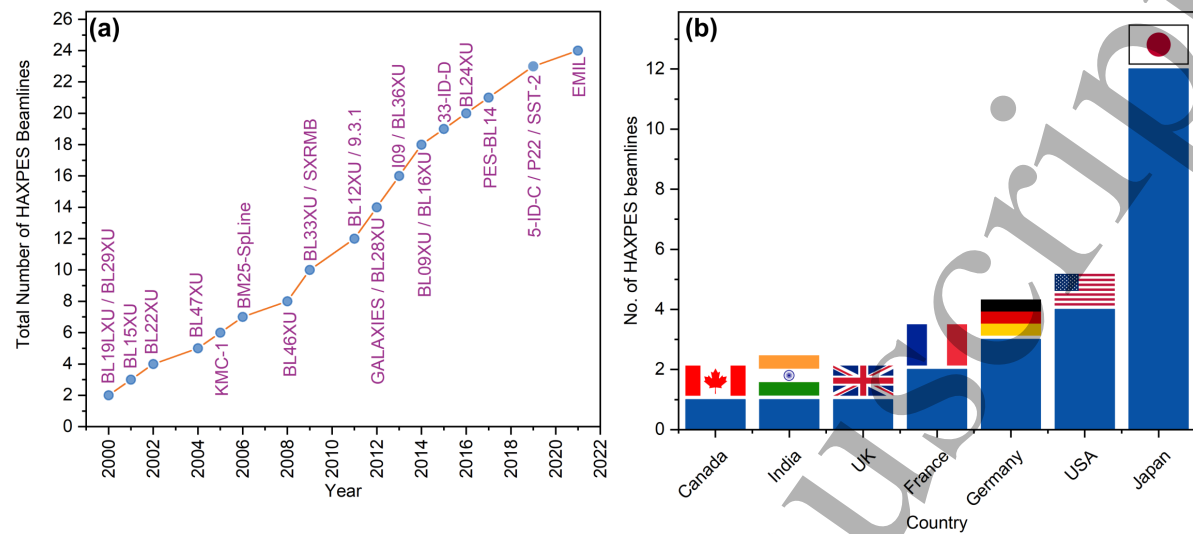 (a)
Total Number of HAXPES Beamlines
26
24
22
20
18
16
14
12
10
8
6
4
2
0
BL19LXU / BL29XU
BL15XU
BL22XU
BL47XU
KMC-1
BM25-SpLine
BL46XU
BL33XU / SXRMB
BL12XU / 9.3.1
GALAXIES / BL28XU
I09 / BL36XU
BL09XU / BL16XU
33-ID-D
BL24XU
PES-BL14
5-ID-C / P22 / SST-2
EMIL
2000
2002
2004
2006
2008
2010
2012
2014
2016
2018
2020
2022
Year
(b)
No. of HAXPES beamlines
12
10
8
6
4
2
0
Canada
India
UK
France
Germany
USA
Japan
Country
uscrip